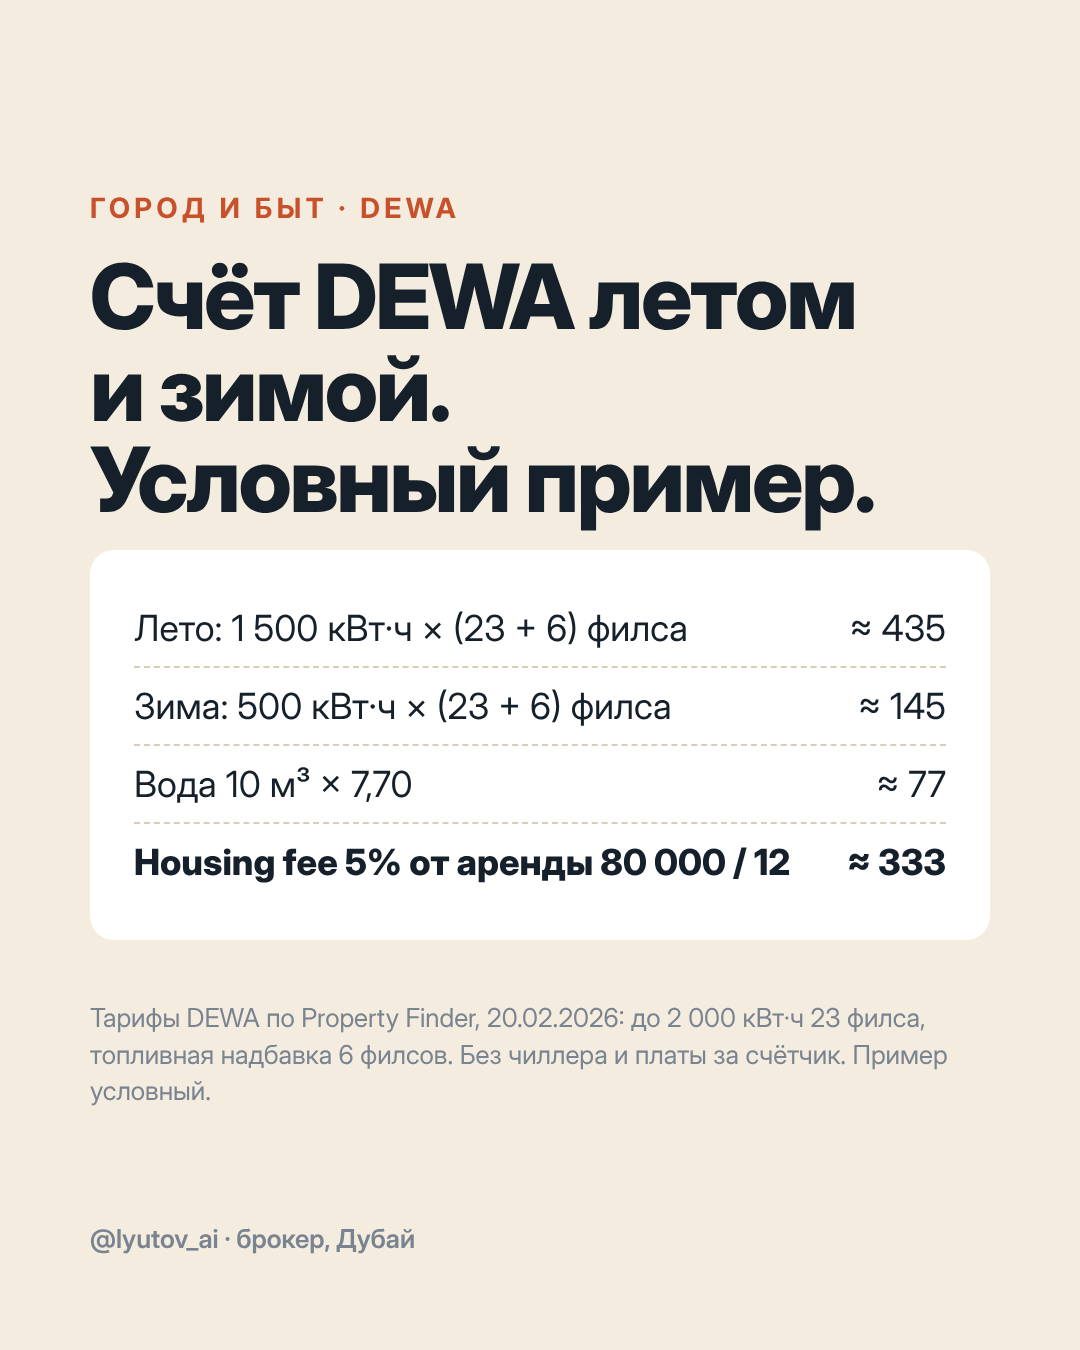 ГОРОД И БЫТ · DEWA
Счёт DEWA летом
и зимой.
Условный пример.
Лето: 1 500 кВт·ч × (23 + 6) филса ≈ 435
Зима: 500 кВт·ч × (23 + 6) филса ≈ 145
Вода 10 м³ × 7,70 ≈ 77
Housing fee 5% от аренды 80 000 / 12 ≈ 333
Тарифы DEWA по Property Finder, 20.02.2026: до 2 000 кВт·ч 23 филса,
топливная надбавка 6 филсов. Без чиллера и платы за счётчик. Пример
условный.
@lyutov_ai · брокер, Дубай